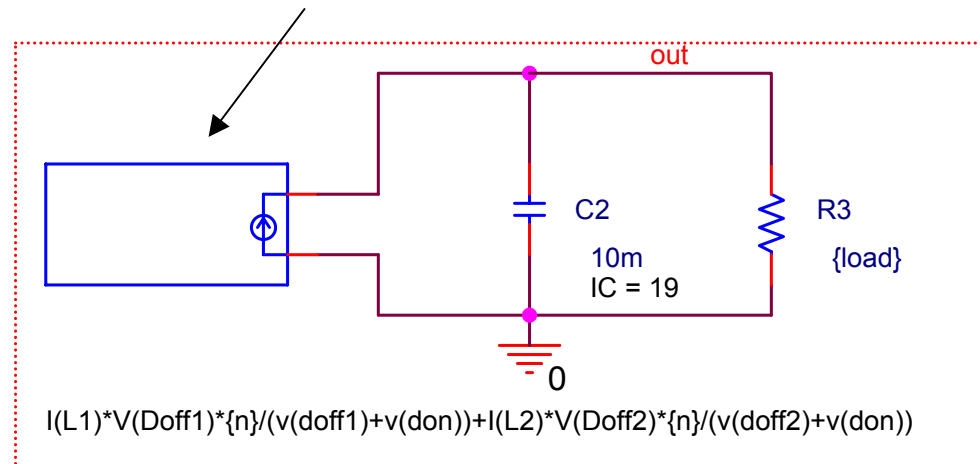 out
C2
R3
10m
{load}
IC = 19
0
I(L1)*V(Doff1)*{n}/(v(doff1)+v(don))+I(L2)*V(Doff2)*{n}/(v(doff2)+v(don))